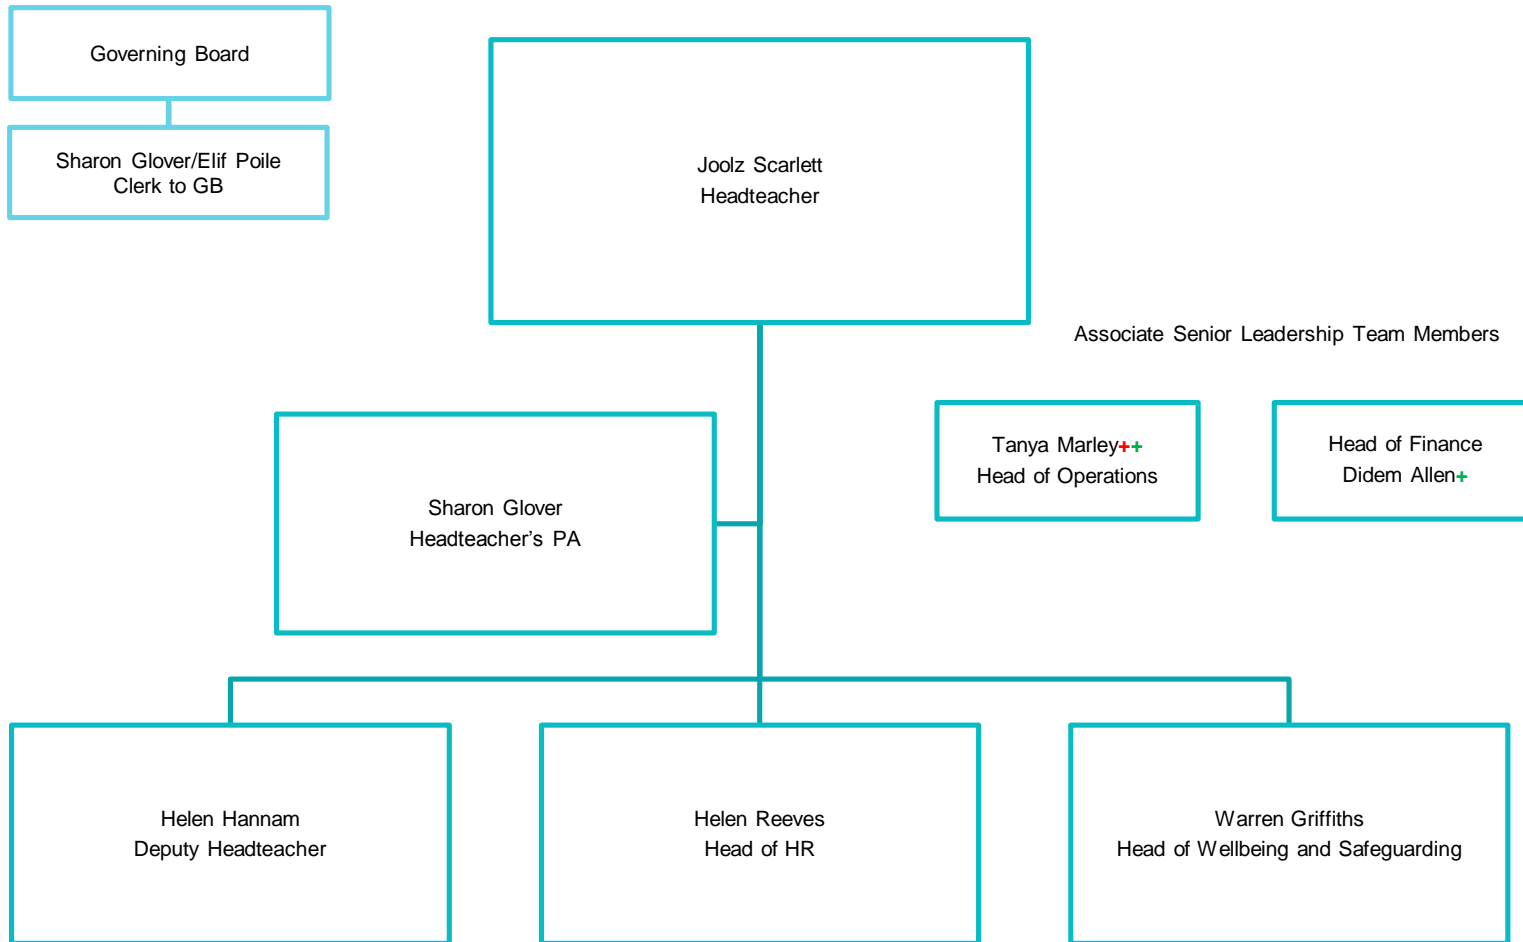 Governing Board
Sharon Glover/Elif Poile
Clerk to GB
Joolz Scarlett
Headteacher
Associate Senior Leadership Team Members
Tanya Marley++
Head of Operations
Head of Finance
Didem Allen+
Sharon Glover
Headteacher’s PA
Helen Hannam
Deputy Headteacher
Helen Reeves
Head of HR
Warren Griffiths
Head of Wellbeing and Safeguarding